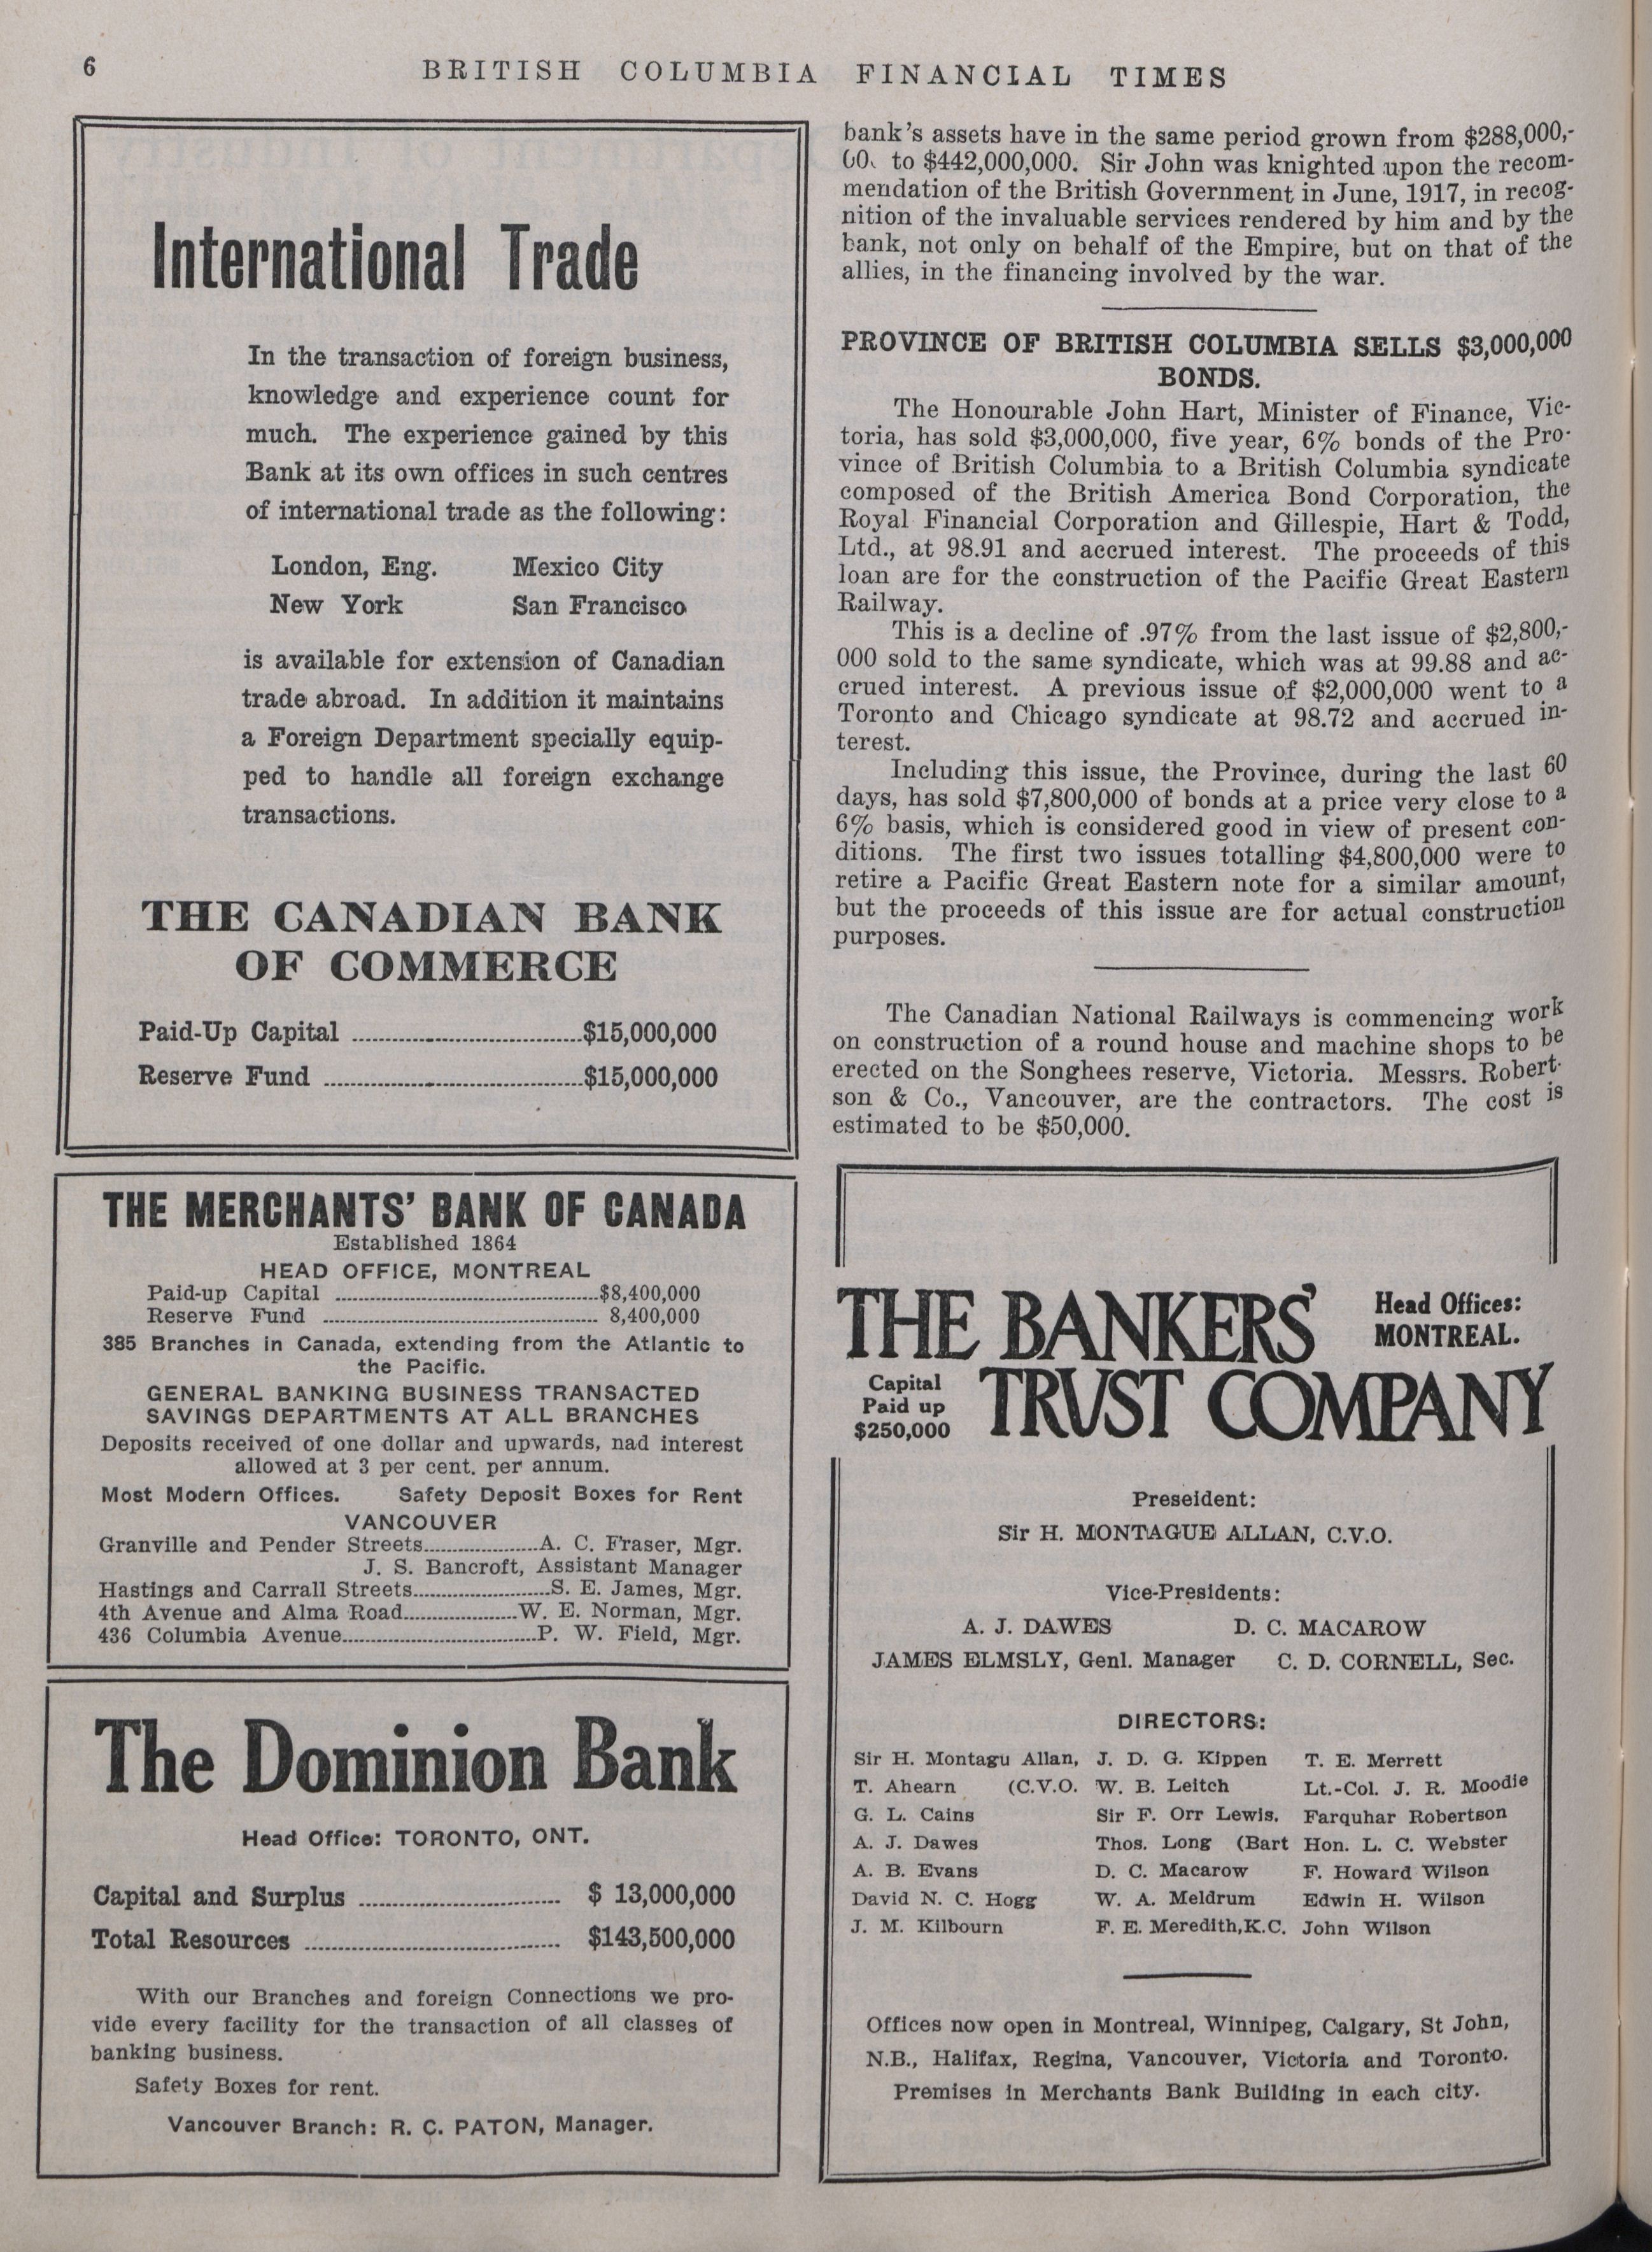 6
BRITISH COLUMBIA FINANCIAL TIMES
International Trade
In the transaction of foreign business,
knowledge and experience count for
much. The experience gained by this
Bank at its own offices in such centres
of international trade as the following:
London, Eng. Mexico City
New York San Francisco
is available for extension of Canadian
trade abroad. In addition it maintains
a Foreign Department specially equip-
ped to handle all foreign exchange
transactions.
THE CANADIAN BANK
OF COMMERCE
Paid-Up Capital ................................ $15,000,000
Reserve Fund ................................ $15,000,000
THE MERCHANTS' BANK OF CANADA
Established 1864
HEAD OFFICE, MONTREAL
Paid-up Capital ................................ $8,400,000
Reserve Fund ................................ 8,400,000
385 Branches in Canada, extending from the Atlantic to
the Pacific.
GENERAL BANKING BUSINESS TRANSACTED
SAVINGS DEPARTMENTS AT ALL BRANCHES
Deposits received of one dollar and upwards, nad interest
allowed at 3 per cent. per annum.
Most Modern Offices. Safety Deposit Boxes for Rent
VANCOUVER
Granville and Pender Streets....................A. C. Fraser, Mgr.
J. S. Bancroft, Assistant Manager
Hastings and Carrall Streets........................S. E. James, Mgr.
4th Avenue and Alma Road....................W. E. Norman, Mgr.
436 Columbia Avenue................................P. W. Field, Mgr.
The Dominion Bank
Head Office: TORONTO, ONT.
Capital and Surplus ................................ $ 13,000,000
Total Resources ................................ $143,500,000
With our Branches and foreign Connections we pro-
vide every facility for the transaction of all classes of
banking business.
Safety Boxes for rent.
Vancouver Branch: R. C. PATON, Manager.
bank's assets have in the same period grown from $288,000,-
00. to $442,000,000. Sir John was knighted upon the recom-
mendation of the British Government in June, 1917, in recog-
nition of the invaluable services rendered by him and by the
bank, not only on behalf of the Empire, but on that of the
allies, in the financing involved by the war.
PROVINCE OF BRITISH COLUMBIA SELLS $3,000,000
BONDS.
The Honourable John Hart, Minister of Finance, Vic-
toria, has sold $3,000,000, five year, 6% bonds of the Pro-
vince of British Columbia to a British Columbia syndicate
composed of the British America Bond Corporation, the
Royal Financial Corporation and Gillespie, Hart & Todd,
Ltd., at 98.91 and accrued interest. The proceeds of this
loan are for the construction of the Pacific Great Eastern
Railway.
This is a decline of .97% from the last issue of $2,800,-
000 sold to the same syndicate, which was at 99.88 and ac-
crued interest. A previous issue of $2,000,000 went to a
Toronto and Chicago syndicate at 98.72 and accrued in-
terest.
Including this issue, the Province, during the last 60
days, has sold $7,800,000 of bonds at a price very close to a
6% basis, which is considered good in view of present con-
ditions. The first two issues totalling $4,800,000 were to
retire a Pacific Great Eastern note for a similar amount,
but the proceeds of this issue are for actual construction
purposes.
The Canadian National Railways is commencing work
on construction of a round house and machine shops to be
erected on the Songhees reserve, Victoria. Messrs. Robert-
son & Co., Vancouver, are the contractors. The cost is
estimated to be $50,000.
THE BANKERS' Head Offices:
MONTREAL.
Capital
Paid up
$250,000
TRUST COMPANY
Preseident:
Sir H. MONTAGUE ALLAN, C.V.O.
Vice-Presidents:
A. J. DAWES D. C. MACAROW
JAMES ELMSLY, Genl. Manager C. D. CORNELL, Sec.
DIRECTORS:
Sir H. Montagu Allan, J. D. G. Kippen T. E. Merrett
T. Ahearn (C.V.O. W. B. Leitch Lt.-Col. J. R. Moodie
G. L. Cains Sir F. Orr Lewis, Farquhar Robertson
A. J. Dawes Thos. Long (Bart Hon. L. C. Webster
A. B. Evans D. C. Macarow F. Howard Wilson
David N. C. Hogg W. A. Meldrum Edwin H. Wilson
J. M. Kilbourn F. E. Meredith,K.C. John Wilson
Offices now open in Montreal, Winnipeg, Calgary, St John,
N.B., Halifax, Regina, Vancouver, Victoria and Toronto.
Premises in Merchants Bank Building in each city.